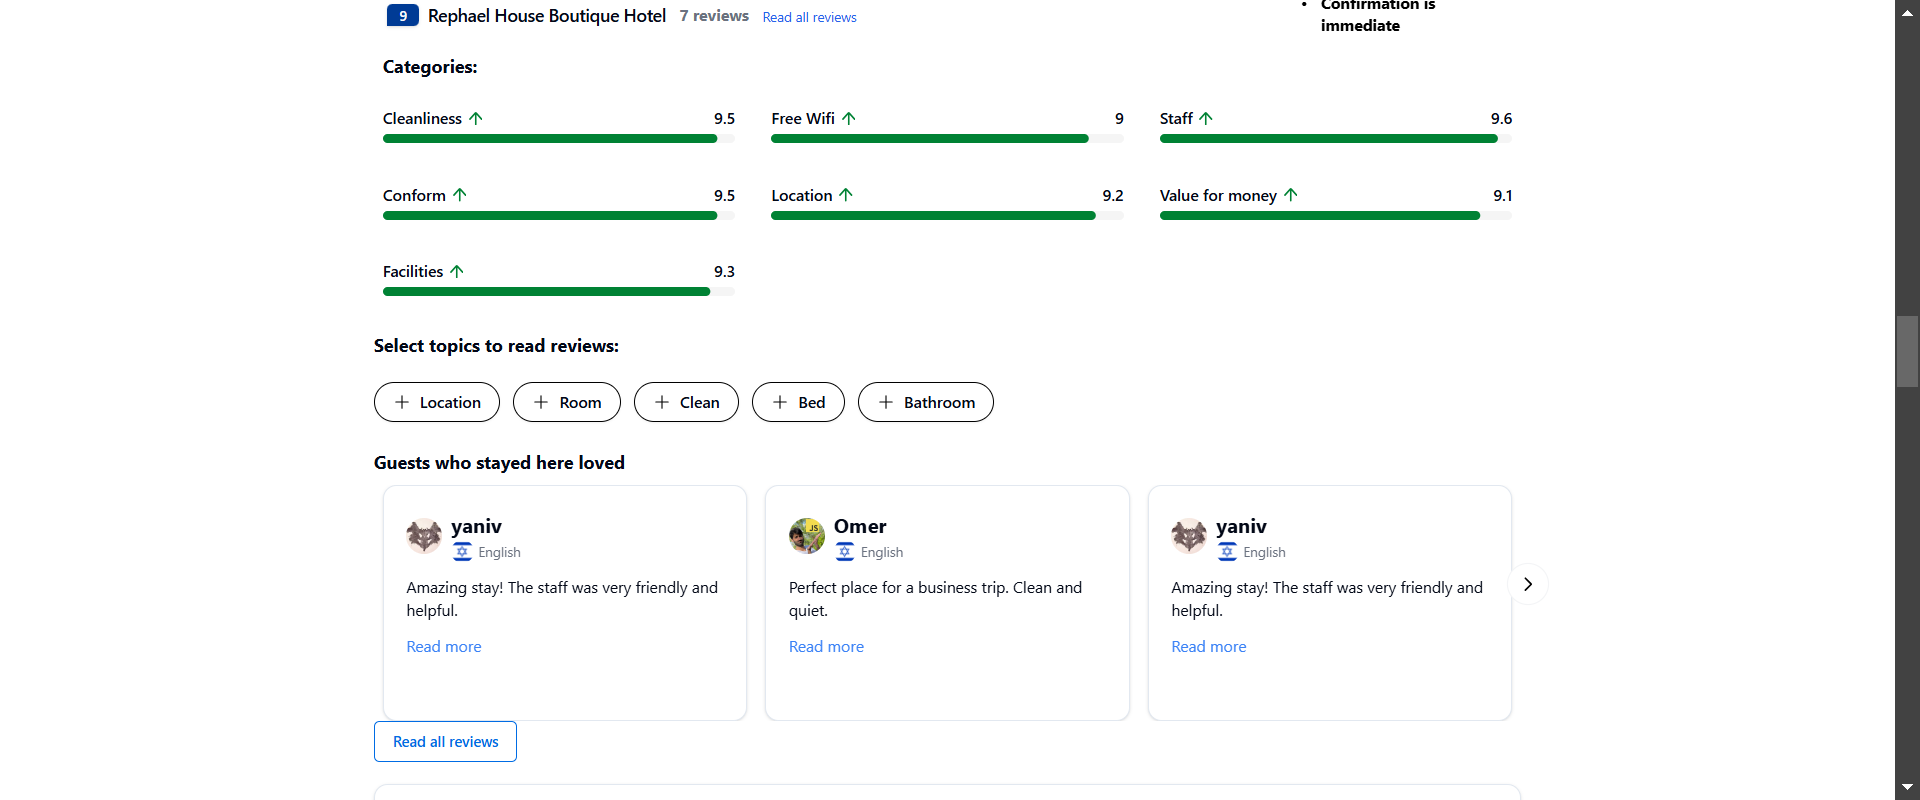 9 Rephael House Boutique Hotel 7 reviews Read all reviews
• Confirmation is
immediate
Categories:
Cleanliness 9.5
Free Wifi 9
Staff 9.6
Conform 9.5
Location 9.2
Value for money 9.1
Facilities 9.3
Select topics to read reviews:
Location Room Clean Bed Bathroom
Guests who stayed here loved
yaniv
English
Amazing stay! The staff was very friendly and
helpful.
Read more
Omer
JS
English
Perfect place for a business trip. Clean and
quiet.
Read more
yaniv
English
Amazing stay! The staff was very friendly and
helpful.
Read more
Read all reviews